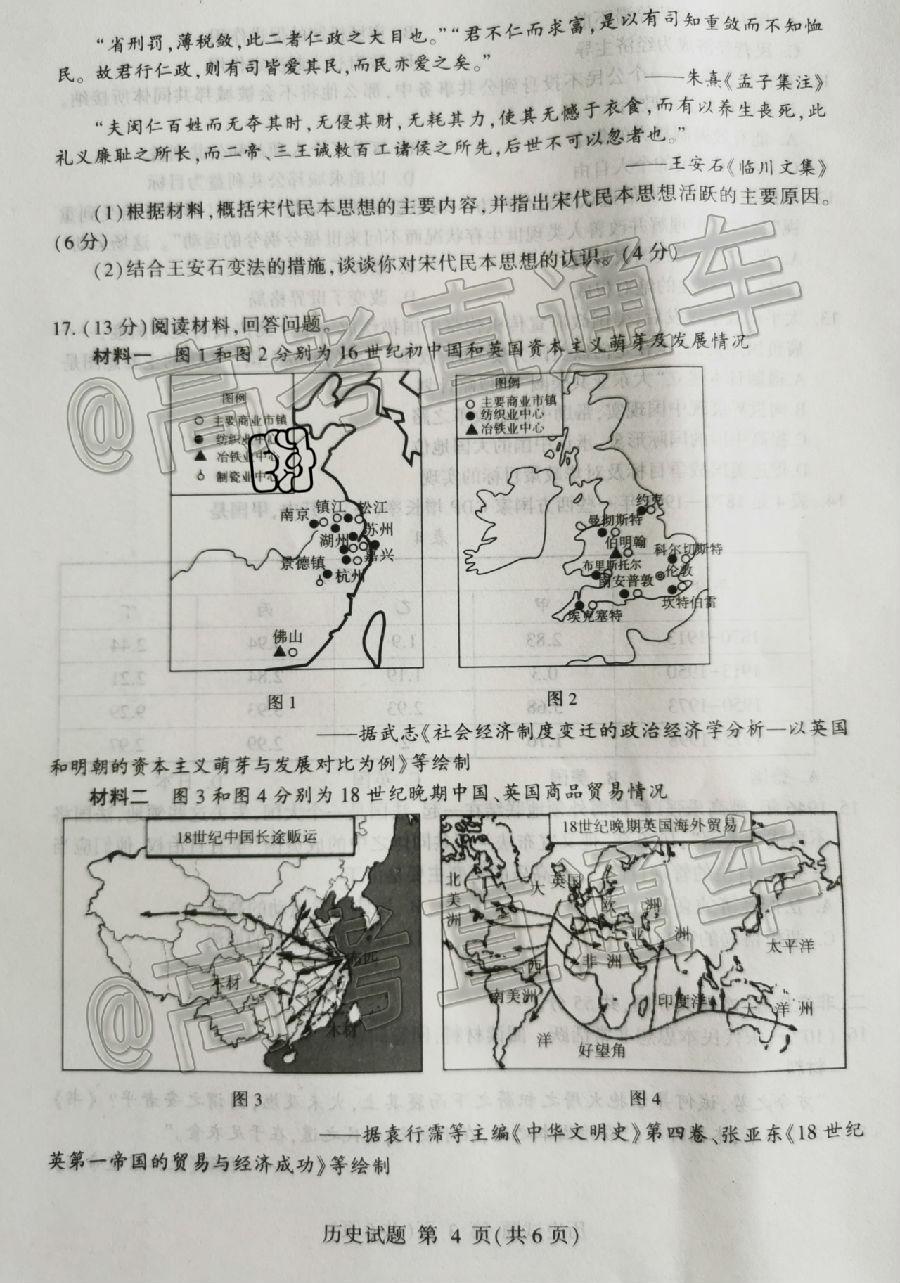 “省刑罚,薄税敛,此二者仁政之大目也。”“君不仁而求富,是以有司知重敛而不知恤
民。故君行仁政,则有司皆爱其民,而民亦爱之矣。”
——朱熹《孟子集注》
“夫闵仁百姓而无夺其时,无侵其财,无耗其力,使其无憾于衣食,而有以养生丧死,此
礼义廉耻之所长,而二帝、三王诚敕百工诸侯之所先,后世不可以忽者也。”
——王安石《临川文集》
(1)根据材料,概括宋代民本思想的主要内容,并指出宋代民本思想活跃的主要原因。
(6分)
(2)结合王安石变法的措施,谈谈你对宋代民本思想的认识。(4分)
17.(13分)阅读材料,回答问题。
材料一 图1和图2分别为16世纪初中国和英国资本主义萌芽及发展情况
图例
主要商业市镇
纺织业中心
冶铁业中心
制瓷业中心
南京
镇江
松江
苏州
湖州
嘉兴
景德镇
杭州
佛山
图1
图例
主要商业市镇
纺织业中心
冶铁业中心
约克
曼彻斯特
伯明翰
科尔切斯特
布里斯托尔
伦敦
南安普敦
坎特伯雷
埃克塞特
图2
——据武志《社会经济制度变迁的政治经济学分析—以英国
和明朝的资本主义萌芽与发展对比为例》等绘制
材料二 图3和图4分别为18世纪晚期中国、英国商品贸易情况
18世纪中国长途贩运
木材
木材
图3
18世纪晚期英国海外贸易
北美洲
大
英国
欧洲
亚洲
太平洋
西
非洲
南美洲
印度洋
大洋洲
洋
好望角
图4
——据袁行霈等主编《中华文明史》第四卷、张亚东《18世纪
英第一帝国的贸易与经济成功》等绘制
历史试题 第 4 页(共6页)
@高考直通车
@高考直通车